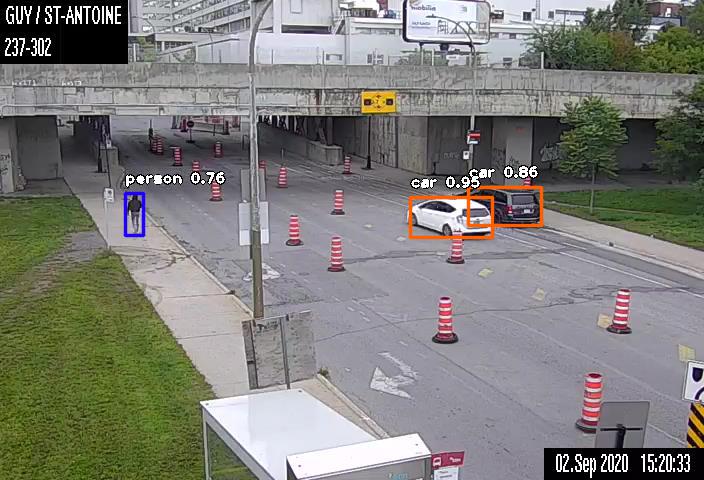 GUY / ST-ANTOINE
237-302
mobilia
person 0.76
car 0.95
car 0.86
02.Sep 2020 15:20:33